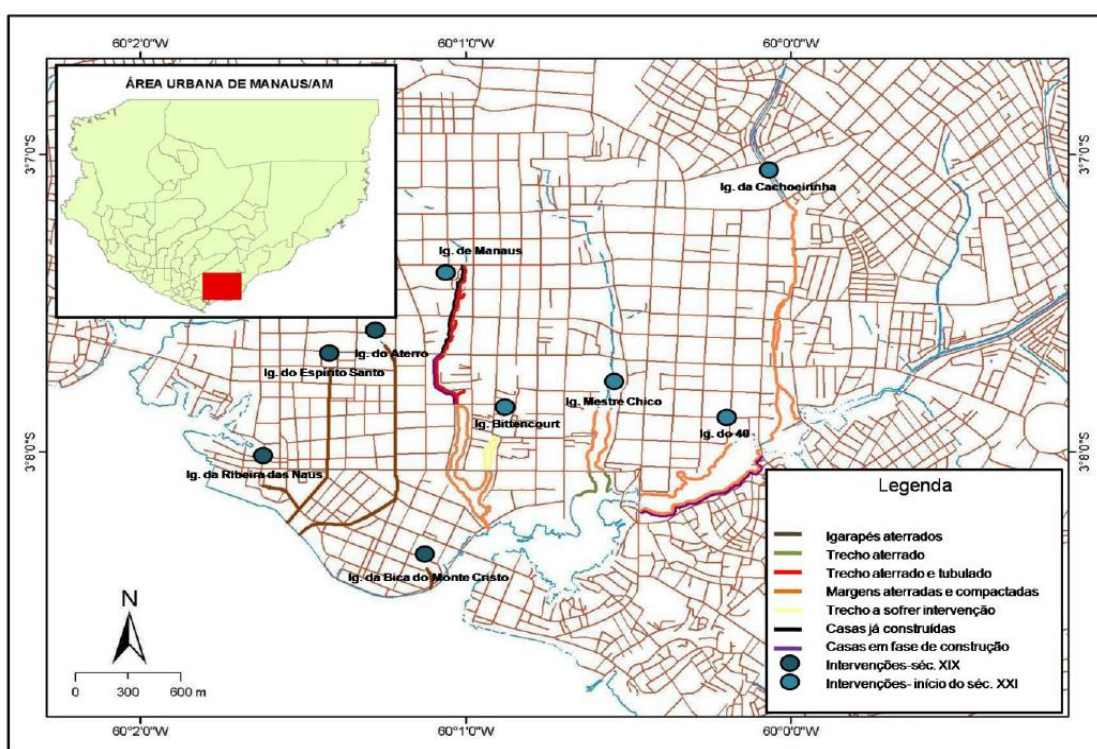 60°2'0"W
60°1'0"W
60°0'0"W
ÁREA URBANA DE MANAUS/AM
3°7'0"S
3°7'0"S
Ig. da Cachoeirinha
Ig. de Manaus
Ig. do Aterro
Ig. do Espírito Santo
Ig. Mestre Chico
Ig. Bittencourt
Ig. do 40
3°8'0"S
3°8'0"S
Ig. da Ribeira das Naus
Ig. da Bica do Monte Cristo
Legenda
Igarapés aterrados
Trecho aterrado
Trecho aterrado e tubulado
Margens aterradas e compactadas
Trecho a sofrer intervenção
Casas já construídas
Casas em fase de construção
Intervenções-séc. XIX
Intervenções- início do séc. XXI
N
0 300 600 m
60°2'0"W
60°1'0"W
60°0'0"W